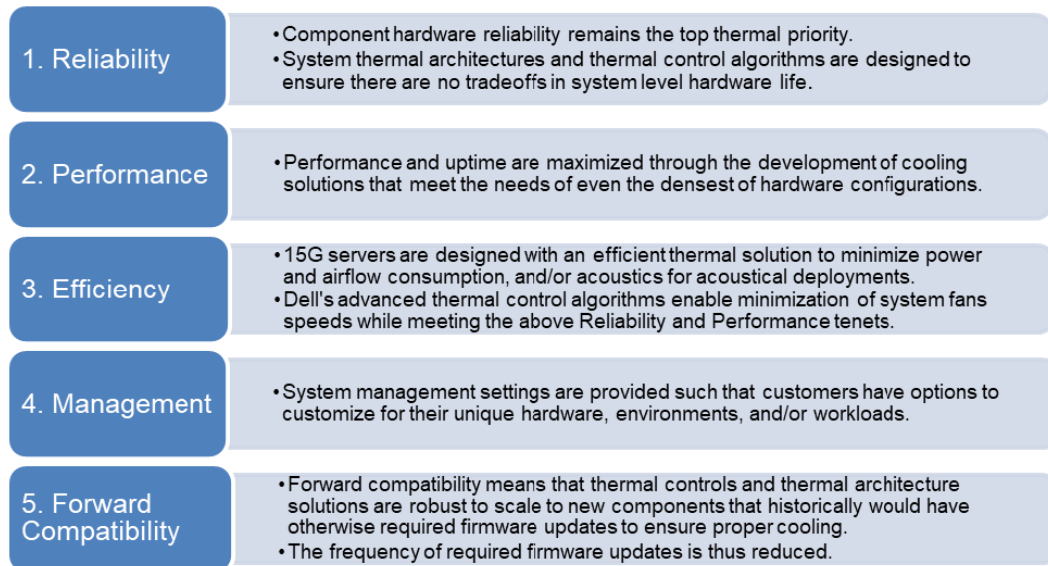 1. Reliability
•Component hardware reliability remains the top thermal priority.
•System thermal architectures and thermal control algorithms are designed to
ensure there are no tradeoffs in system level hardware life.
2. Performance
•Performance and uptime are maximized through the development of cooling
solutions that meet the needs of even the densest of hardware configurations.
3. Efficiency
•15G servers are designed with an efficient thermal solution to minimize power
and airflow consumption, and/or acoustics for acoustical deployments.
•Dell's advanced thermal control algorithms enable minimization of system fans
speeds while meeting the above Reliability and Performance tenets.
4. Management
•System management settings are provided such that customers have options to
customize for their unique hardware, environments, and/or workloads.
5. Forward
Compatibility
•Forward compatibility means that thermal controls and thermal architecture
solutions are robust to scale to new components that historically would have
otherwise required firmware updates to ensure proper cooling.
•The frequency of required firmware updates is thus reduced.